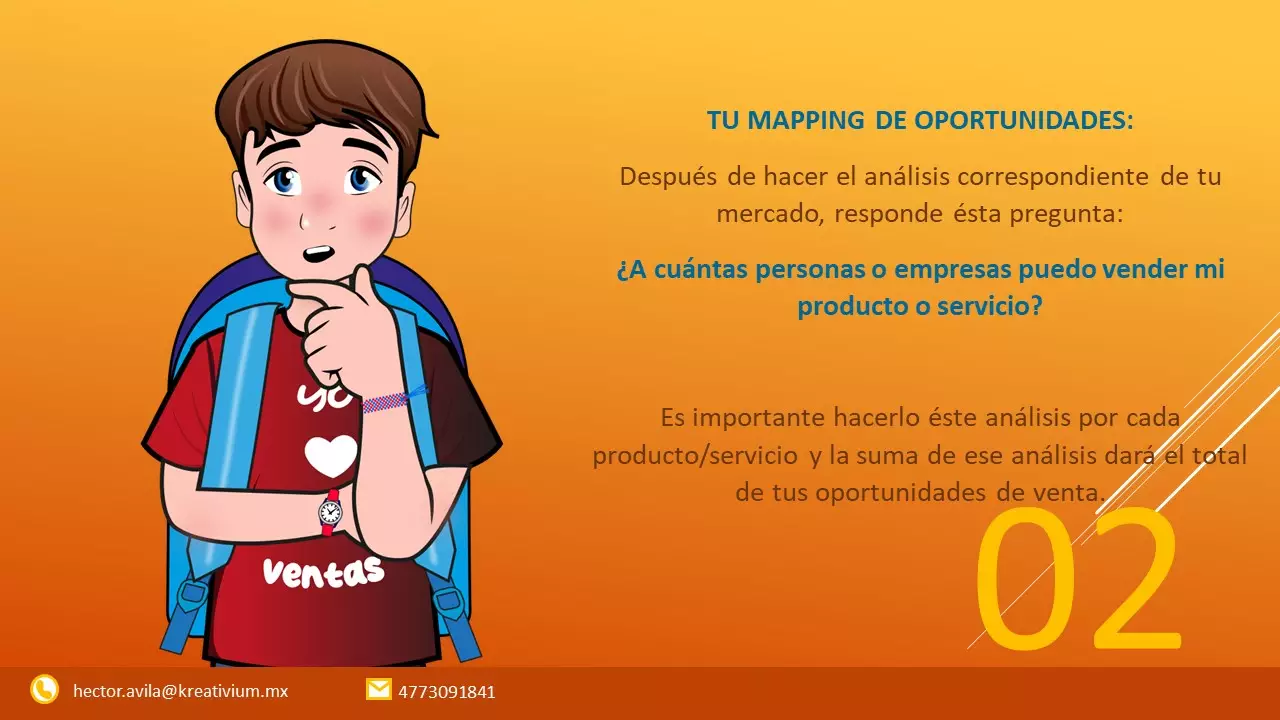 TU MAPPING DE OPORTUNIDADES:
Después de hacer el análisis correspondiente de tu
mercado, responde ésta pregunta:
¿A cuántas personas o empresas puedo vender mi
producto o servicio?
Es importante hacerlo éste análisis por cada
producto/servicio y la suma de ese análisis dará el total
de tus oportunidades de venta.
02
yo
ventas
hector.avila@kreativium.mx
4773091841